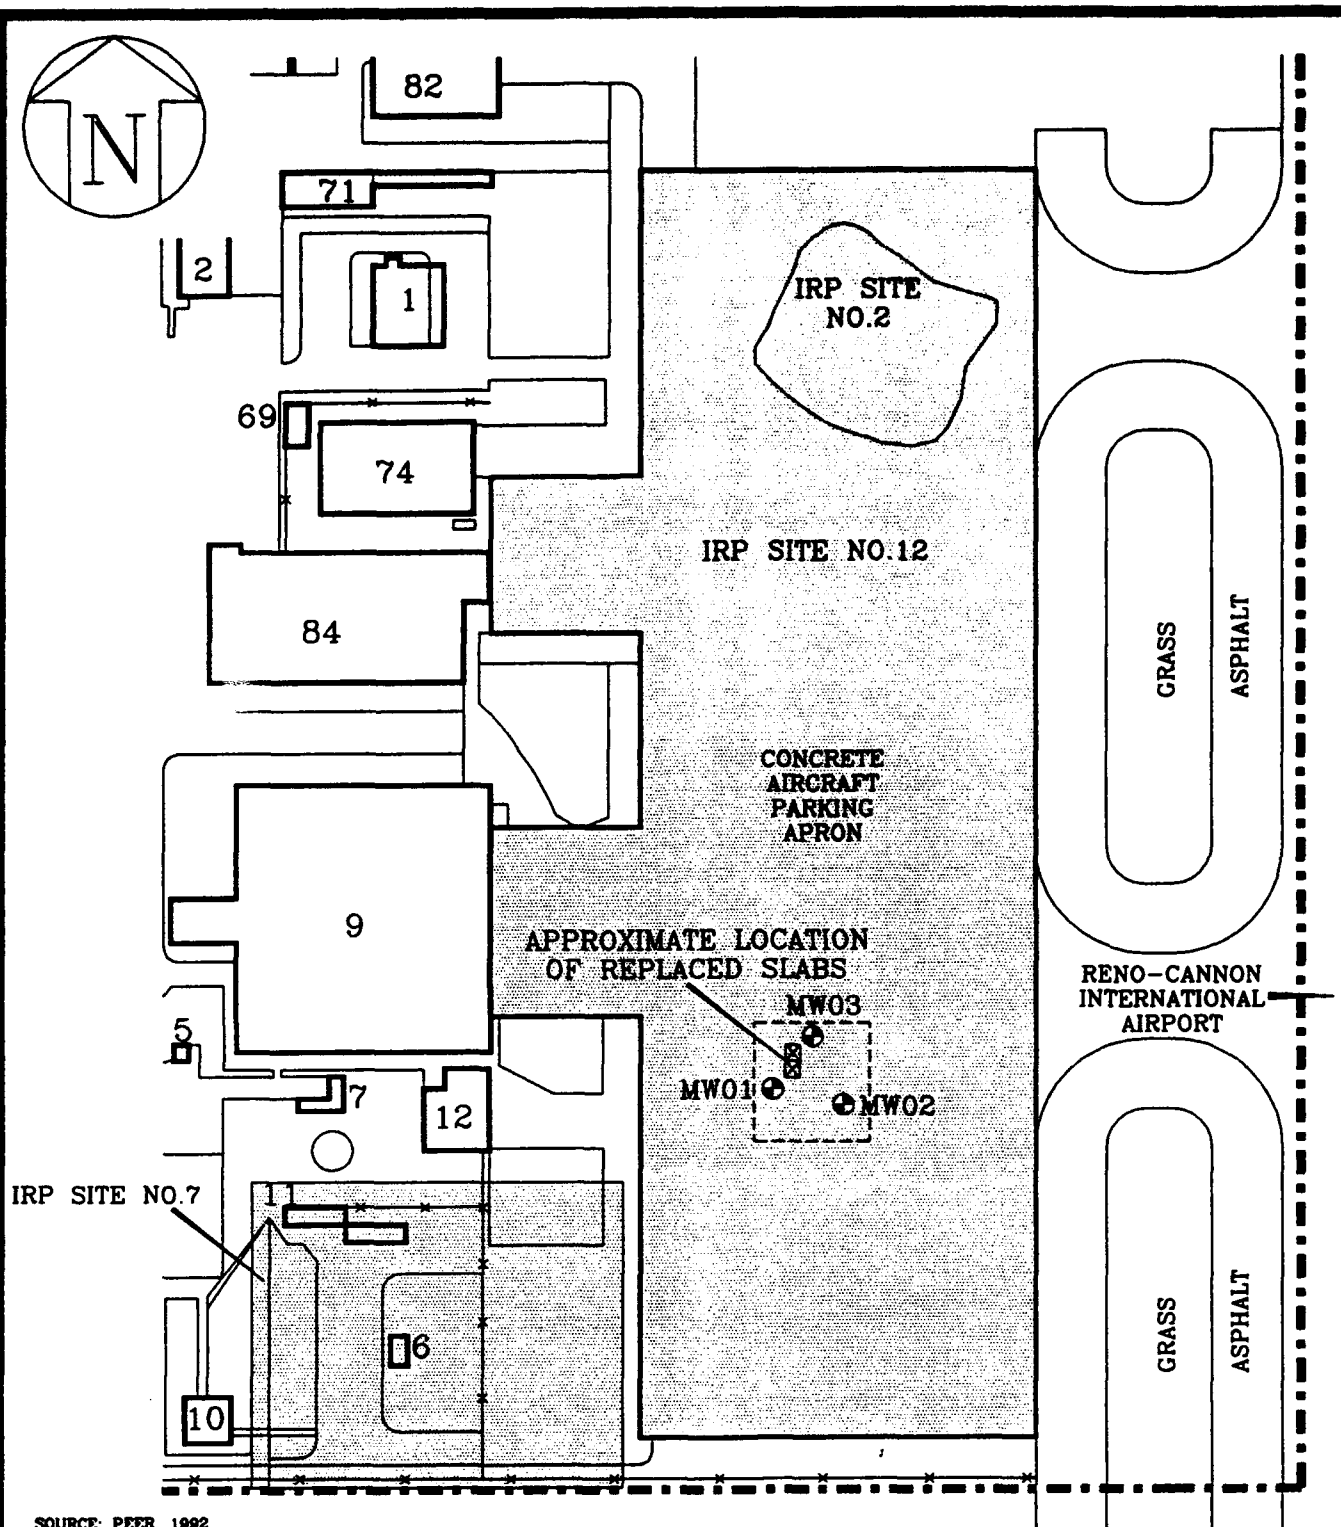 N
82
71
2
1
IRP SITE
NO.2
69
74
IRP SITE NO.12
84
GRASS
ASPHALT
CONCRETE
AIRCRAFT
PARKING
APRON
9
APPROXIMATE LOCATION
OF REPLACED SLABS
RENO-CANNON
INTERNATIONAL
AIRPORT
MW03
5
7
MW01
MW02
12
IRP SITE NO.7
11
6
GRASS
ASPHALT
10
SOURCE: PEER, 1992